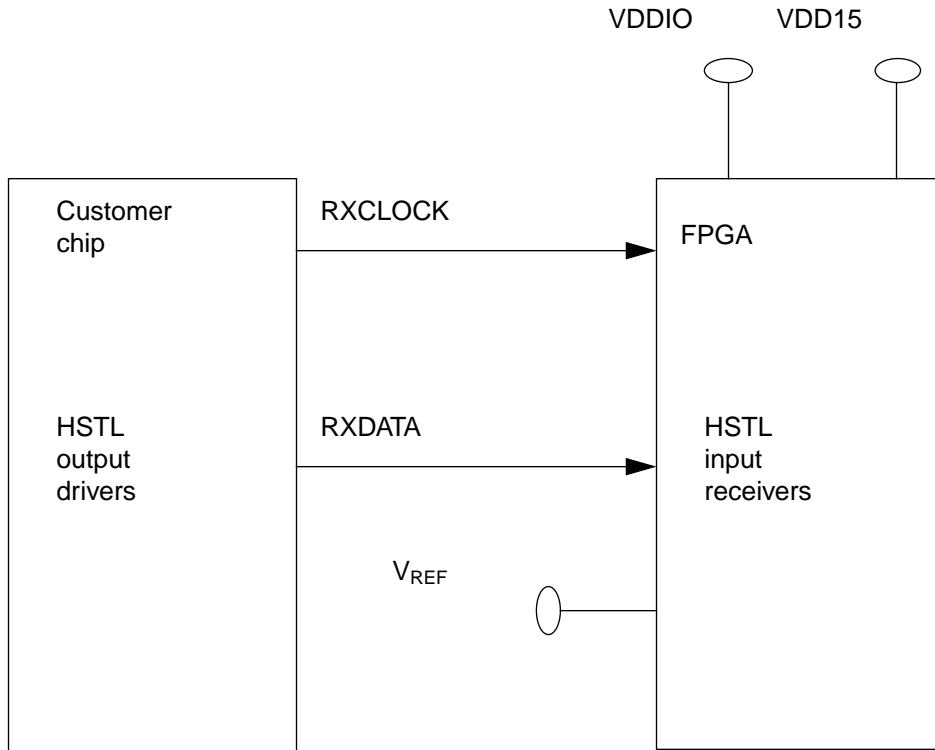 VDDIO VDD15
Customer
chip
RXCLOCK
FPGA
HSTL
output
drivers
RXDATA
HSTL
input
receivers
VREF